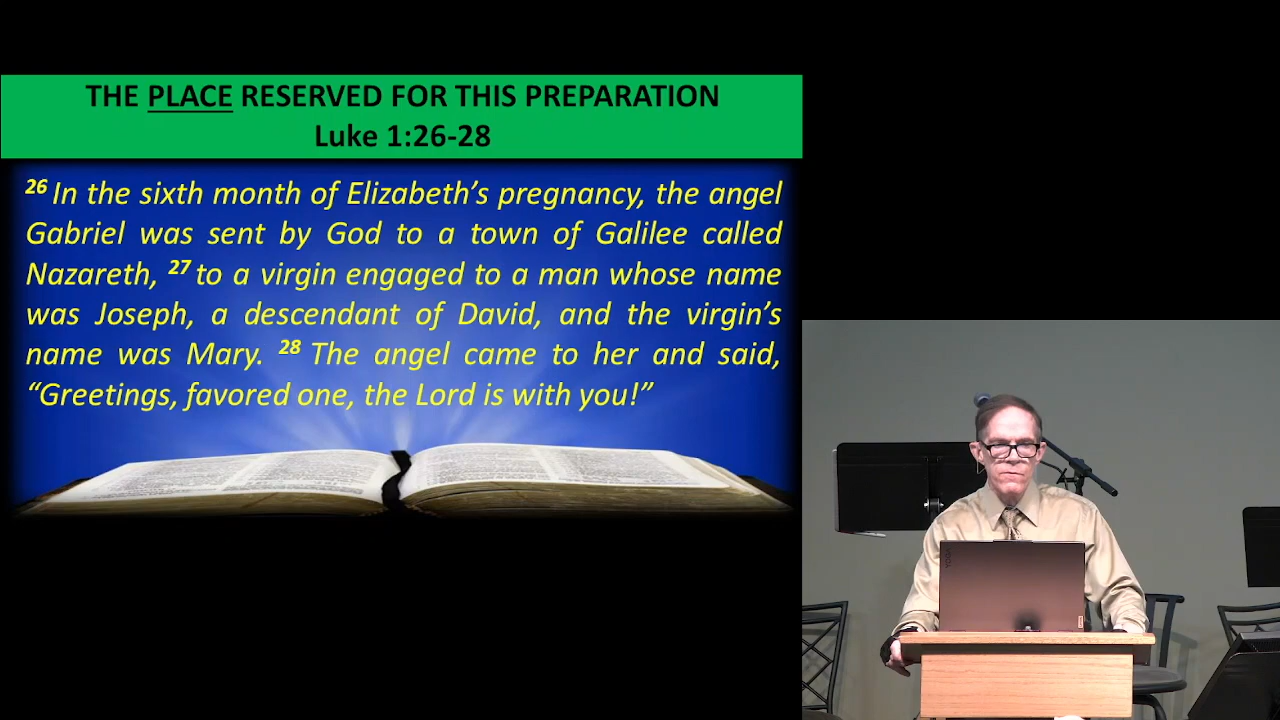 THE PLACE RESERVED FOR THIS PREPARATION
Luke 1:26-28
26 In the sixth month of Elizabeth’s pregnancy, the angel
Gabriel was sent by God to a town of Galilee called
Nazareth, 27 to a virgin engaged to a man whose name
was Joseph, a descendant of David, and the virgin’s
name was Mary. 28 The angel came to her and said,
“Greetings, favored one, the Lord is with you!”
YOGA